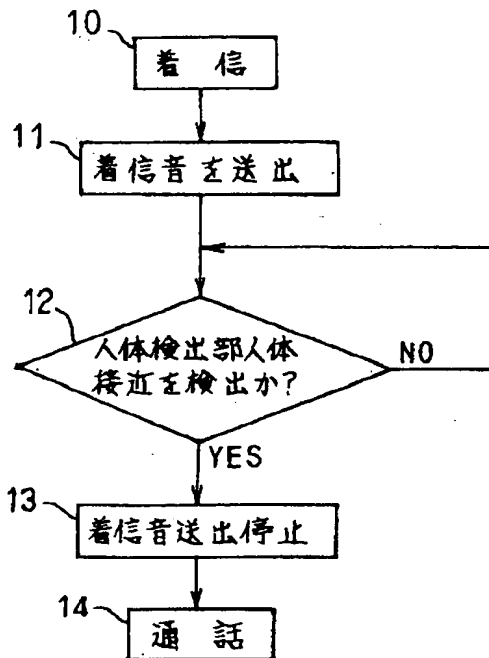 10
着信
11
着信音を送出
12
人体検出部人体
接近を検出か?
NO
YES
13
着信音送出停止
14
通話